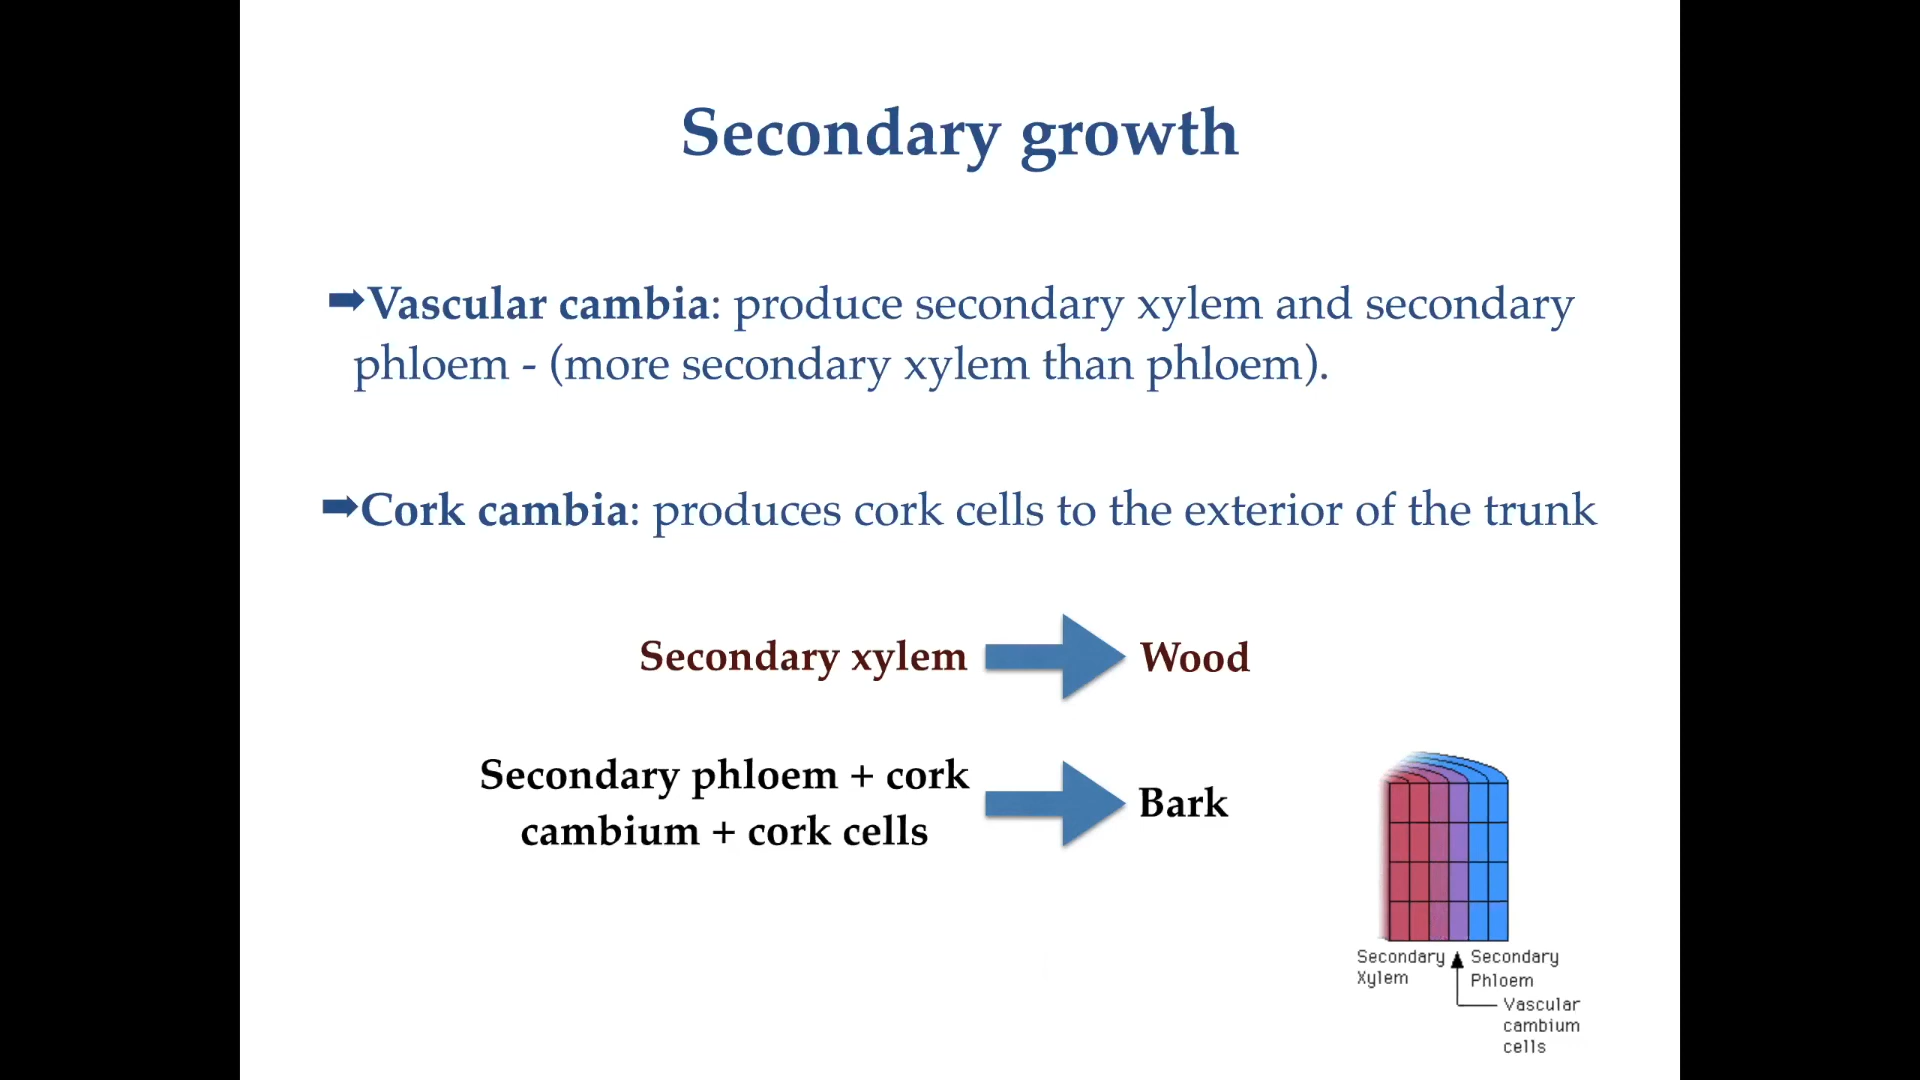 Secondary growth
➡Vascular cambia: produce secondary xylem and secondary
phloem - (more secondary xylem than phloem).
➡Cork cambia: produces cork cells to the exterior of the trunk
Secondary xylem
Wood
Secondary phloem + cork
cambium + cork cells
Bark
Secondary
Xylem
Secondary
Phloem
Vascular
cambium
cells